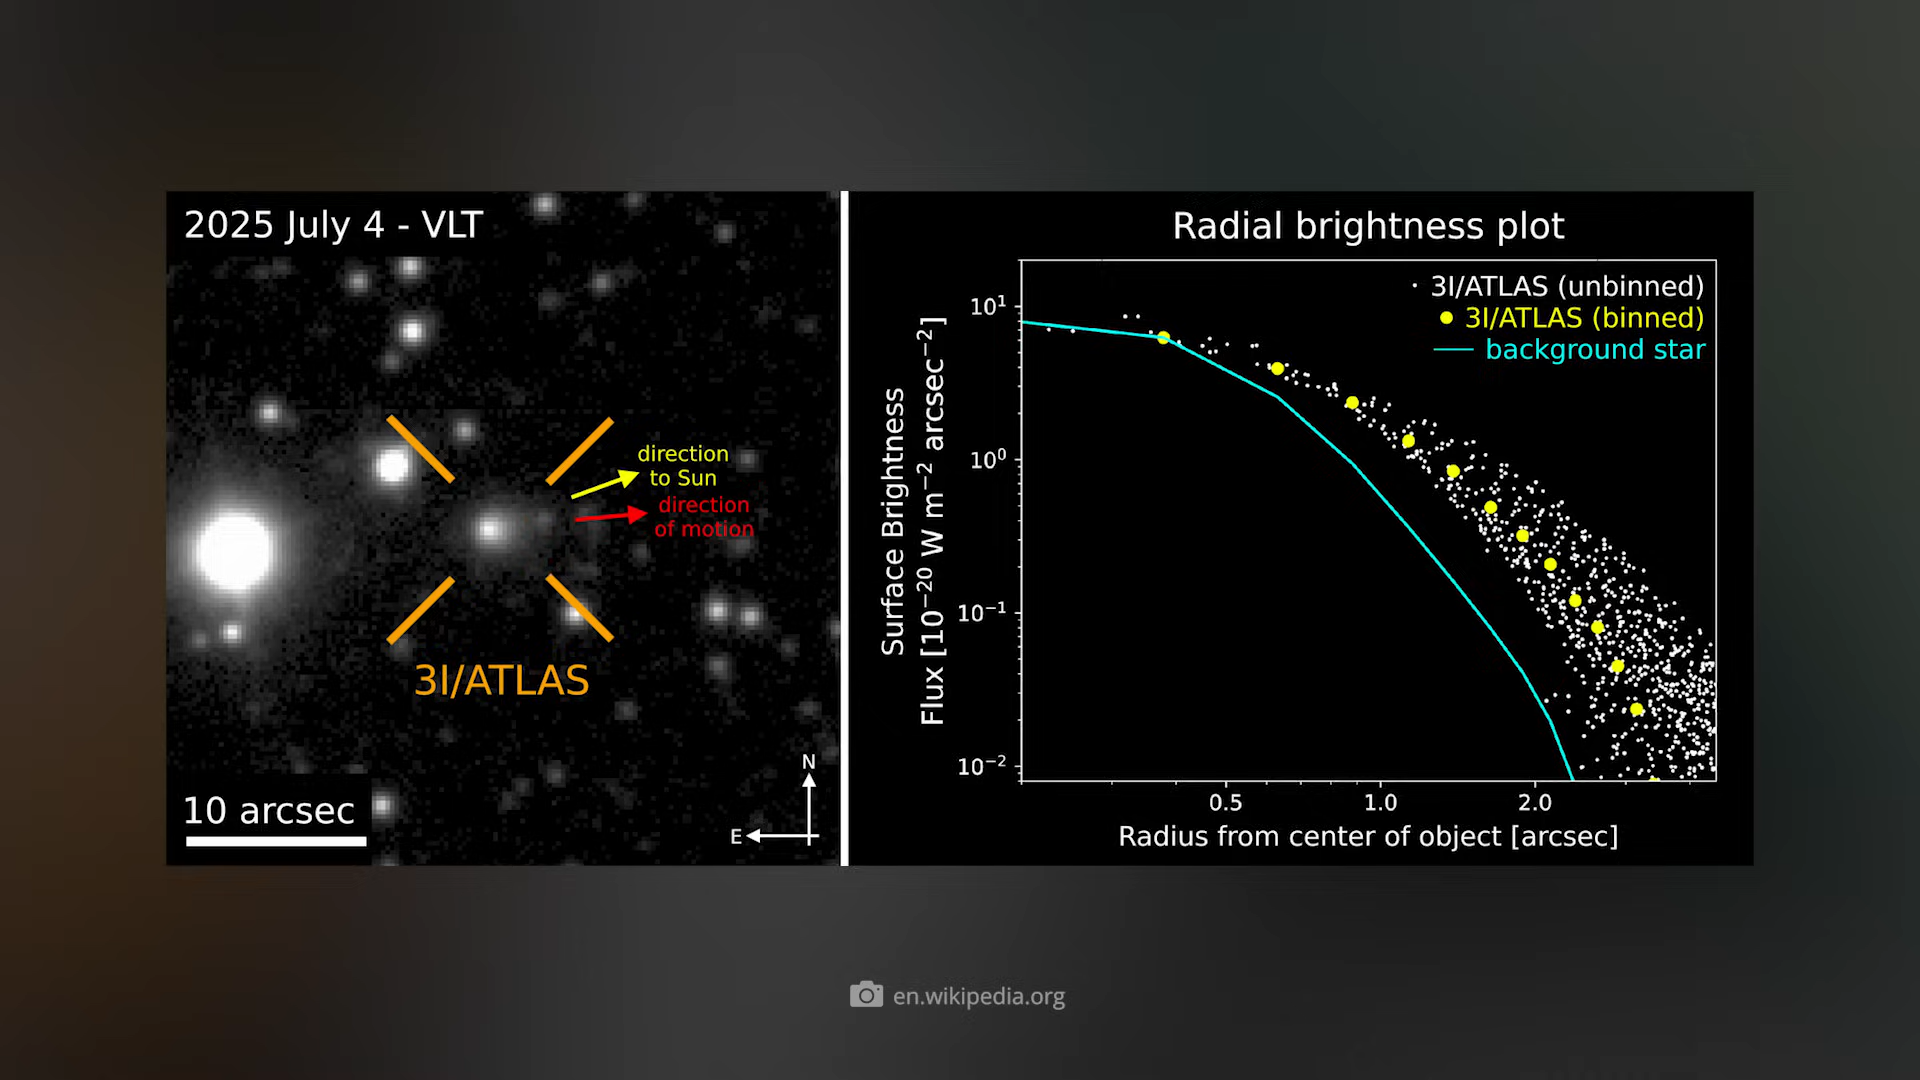 2025 July 4 - VLT
direction
to Sun
direction
of motion
3I/ATLAS
10 arcsec
N
E
Radial brightness plot
3I/ATLAS (unbinned)
3I/ATLAS (binned)
background star
Surface Brightness
Flux [10⁻²⁰ W m⁻² arcsec⁻²]
10¹
10⁰
10⁻¹
10⁻²
0.5 1.0 2.0
Radius from center of object [arcsec]
en.wikipedia.org